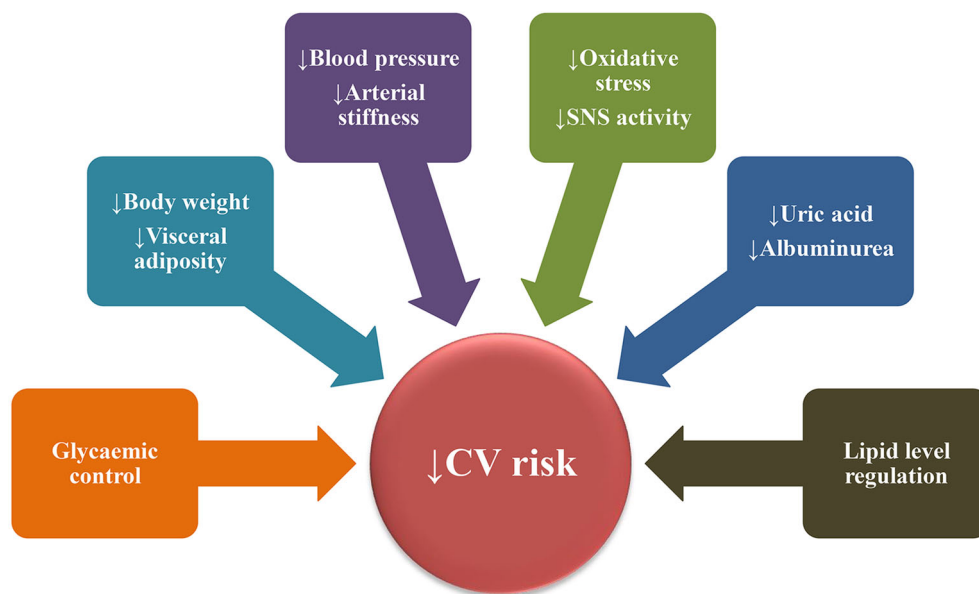 ↓Blood pressure
↓Arterial
stiffness
↓Oxidative
stress
↓SNS activity
↓Body weight
↓Visceral
adiposity
↓Uric acid
↓Albuminurea
Glycaemic
control
↓CV risk
Lipid level
regulation